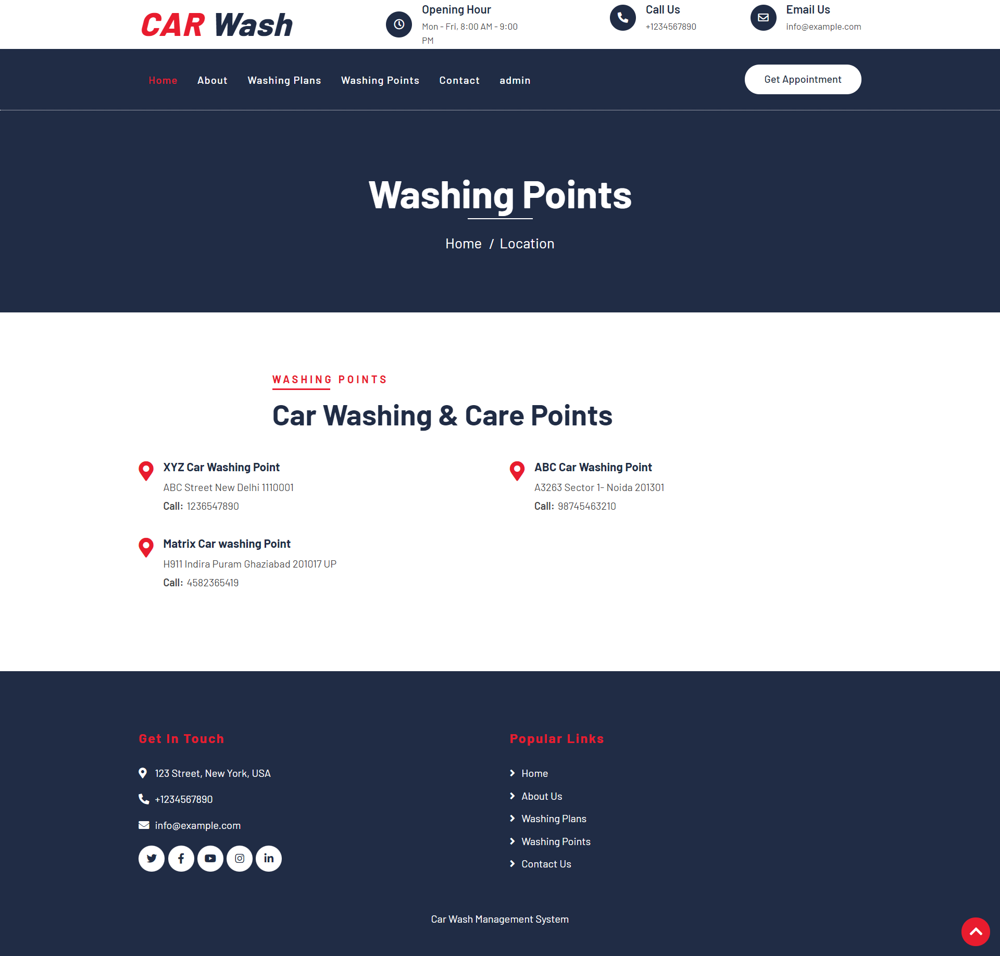 CAR Wash
Opening Hour
Mon - Fri, 8:00 AM - 9:00
PM
Call Us
+1234567890
Email Us
info@example.com
Home
About
Washing Plans
Washing Points
Contact
admin
Get Appointment
Washing Points
Home / Location
WASHING POINTS
Car Washing & Care Points
XYZ Car Washing Point
ABC Street New Delhi 1110001
Call: 1236547890
ABC Car Washing Point
A3263 Sector 1- Noida 201301
Call: 98745463210
Matrix Car washing Point
H911 Indira Puram Ghaziabad 201017 UP
Call: 4582365419
Get In Touch
123 Street, New York, USA
+1234567890
info@example.com
Popular Links
Home
About Us
Washing Plans
Washing Points
Contact Us
Car Wash Management System